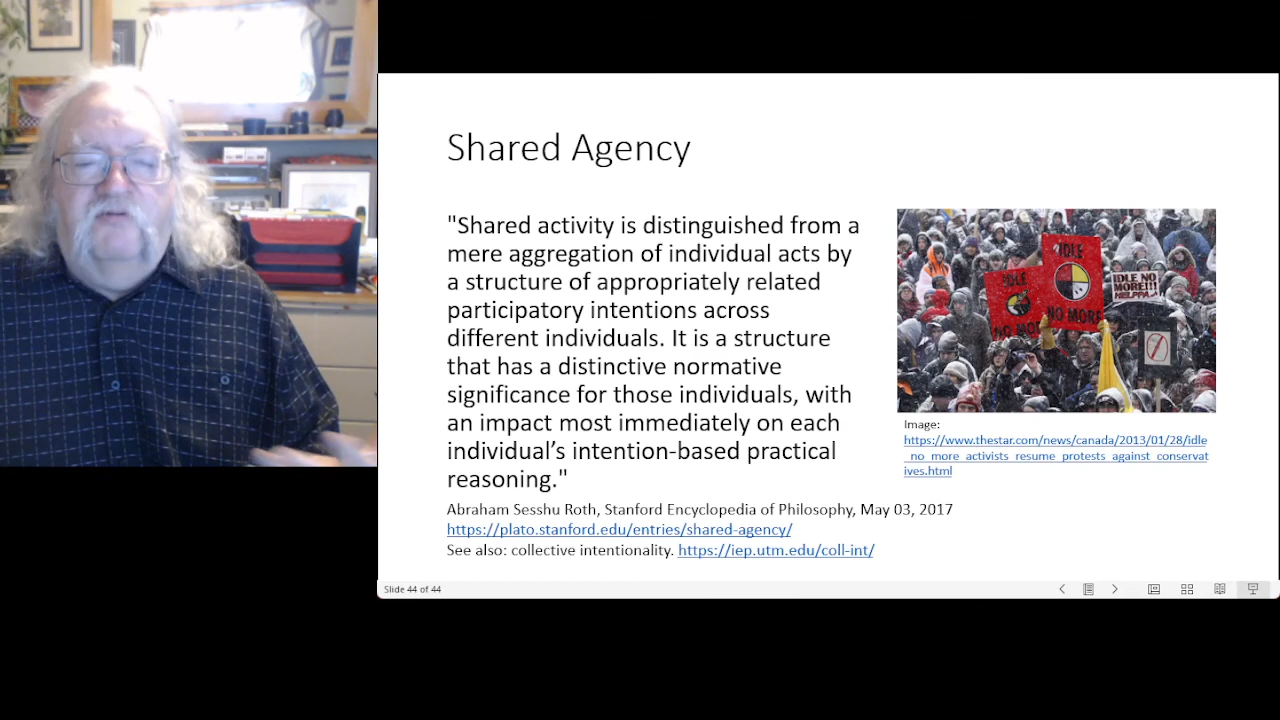 Shared Agency
"Shared activity is distinguished from a
mere aggregation of individual acts by
a structure of appropriately related
participatory intentions across
different individuals. It is a structure
that has a distinctive normative
significance for those individuals, with
an impact most immediately on each
individual’s intention-based practical
reasoning."
Abraham Sesshu Roth, Stanford Encyclopedia of Philosophy, May 03, 2017
https://plato.stanford.edu/entries/shared-agency/
See also: collective intentionality. https://iep.utm.edu/coll-int/
IDLE
NO MORE
IDLE
NO MORE
IDLE NO
MORE!!!
Image:
https://www.thestar.com/news/canada/2013/01/28/idle
_no_more_activists_resume_protests_against_conservat
ives.html
Slide 44 of 44